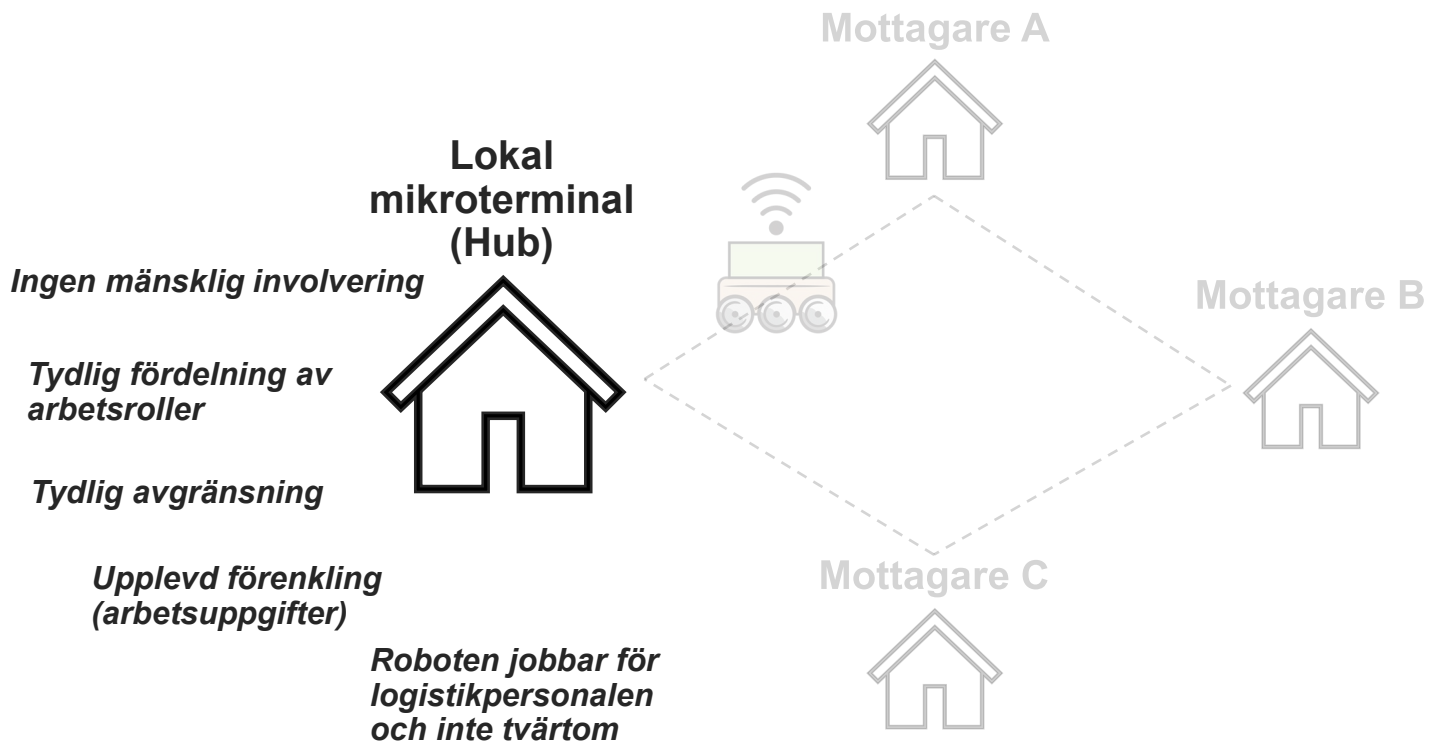 Mottagare A
Lokal
mikroterminal
(Hub)
Ingen mänsklig involvering
Mottagare B
Tydlig fördelning av
arbetsroller
Tydlig avgränsning
Upplevd förenkling
(arbetsuppgifter)
Mottagare C
Roboten jobbar för
logistikpersonalen
och inte tvärtom